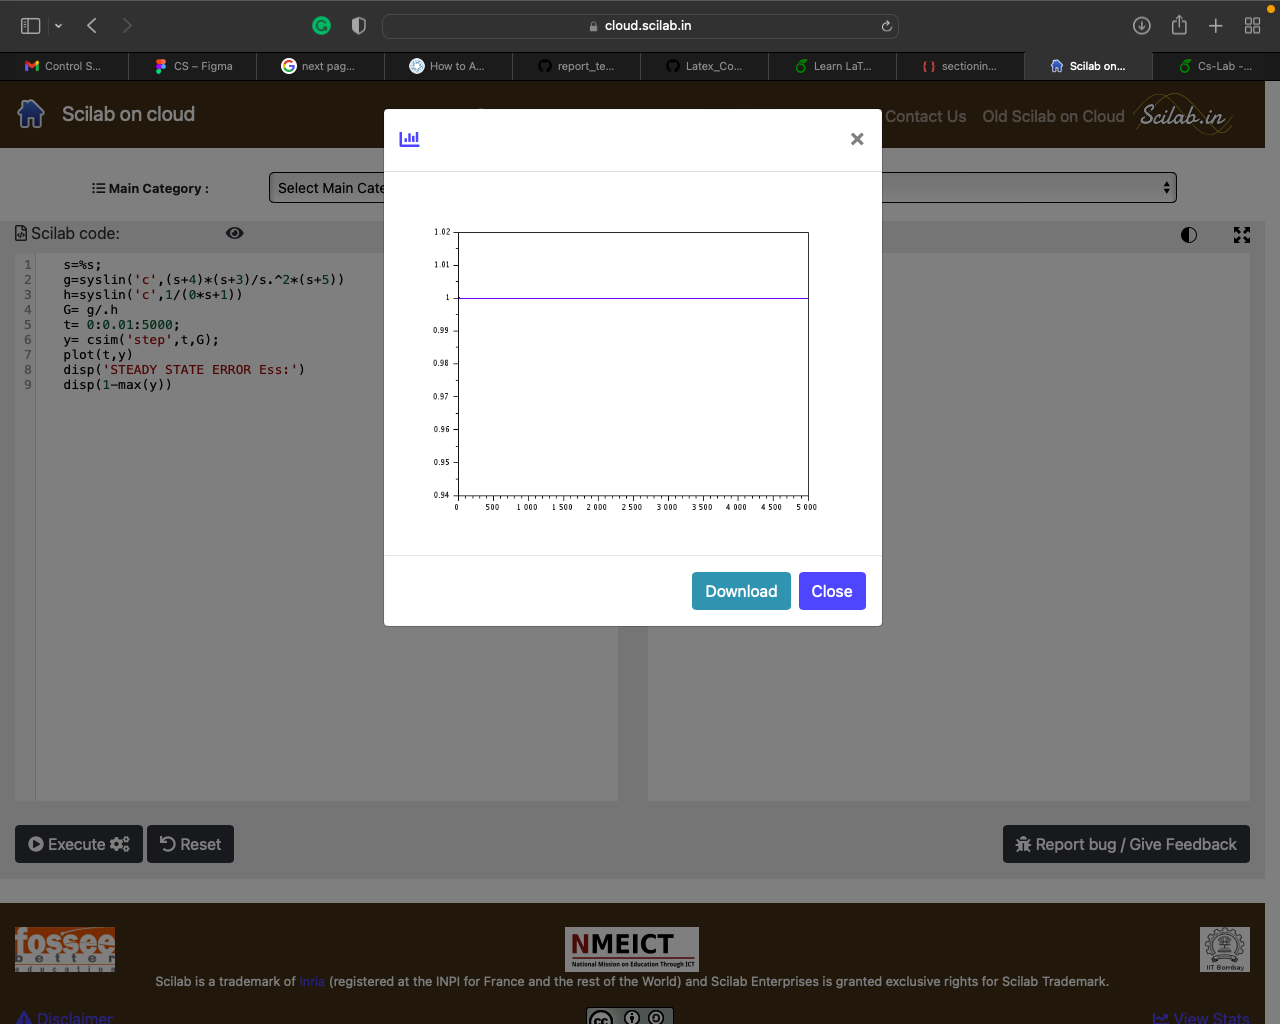 cloud.scilab.in
Control S...
CS – Figma
next pag...
How to A...
report_te...
Latex_Co...
Learn LaT...
sectionin...
Scilab on...
Cs-Lab -...
Scilab on cloud
Contact Us
Old Scilab on Cloud
Scilab.in
Main Category :
Select Main Cate
Scilab code:
1 s=%s;
2 g=syslin('c',(s+4)*(s+3)/s.^2*(s+5))
3 h=syslin('c',1/(0*s+1))
4 G= g/.h
5 t= 0:0.01:5000;
6 y= csim('step',t,G);
7 plot(t,y)
8 disp('STEADY STATE ERROR Ess:')
9 disp(1-max(y))
1.02
1.01
1
0.99
0.98
0.97
0.96
0.95
0.94
0 500 1 000 1 500 2 000 2 500 3 000 3 500 4 000 4 500 5 000
Download
Close
Execute
Reset
Report bug / Give Feedback
fossee
better
education
NMEICT
National Mission on Education Through ICT
IIT Bombay
Scilab is a trademark of Inria (registered at the INPI for France and the rest of the World) and Scilab Enterprises is granted exclusive rights for Scilab Trademark.
Disclaimer
cc
View Stats